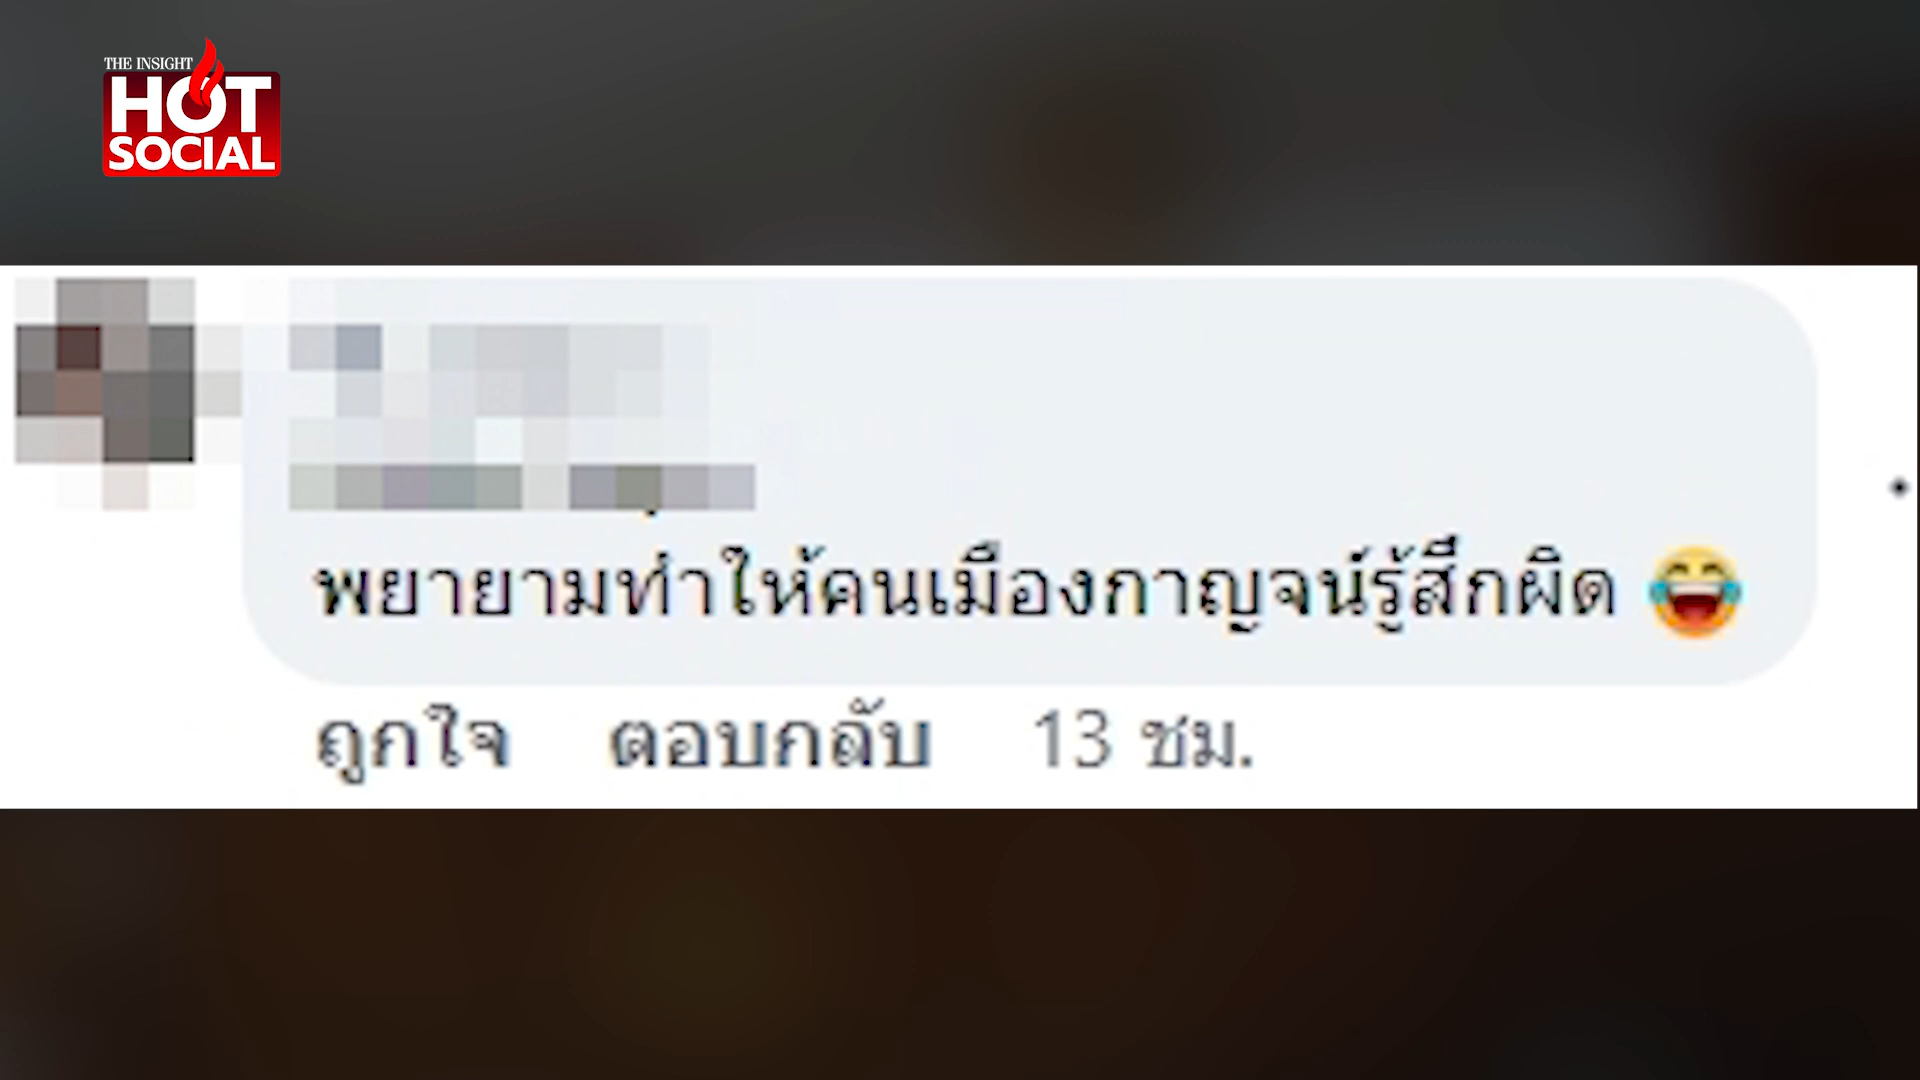 THE INSIGHT
HOT
SOCIAL
พยายามทำให้คนเมืองกาญจน์รู้สึกผิด 😂
ถูกใจ ตอบกลับ 13 ชม.